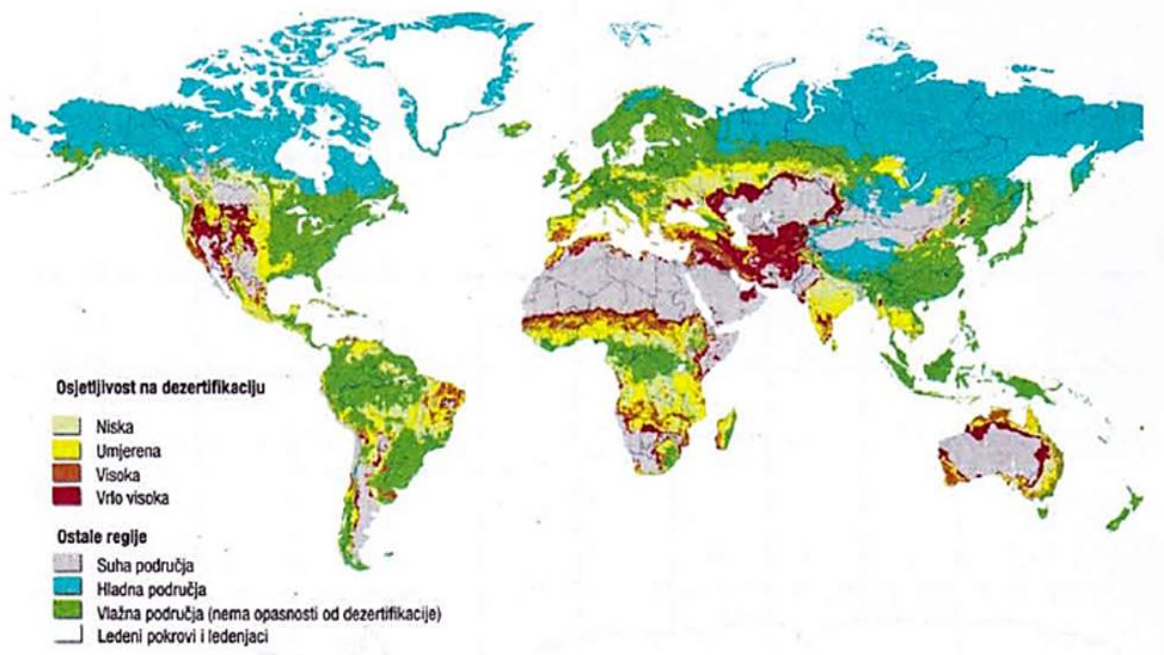 Osjetljivost na dezertifikaciju
Niska
Umjerena
Visoka
Vrlo visoka
Ostale regije
Suha područja
Hladna područja
Vlažna područja (nema opasnosti od dezertifikacije)
Ledeni pokrovi i ledenjaci